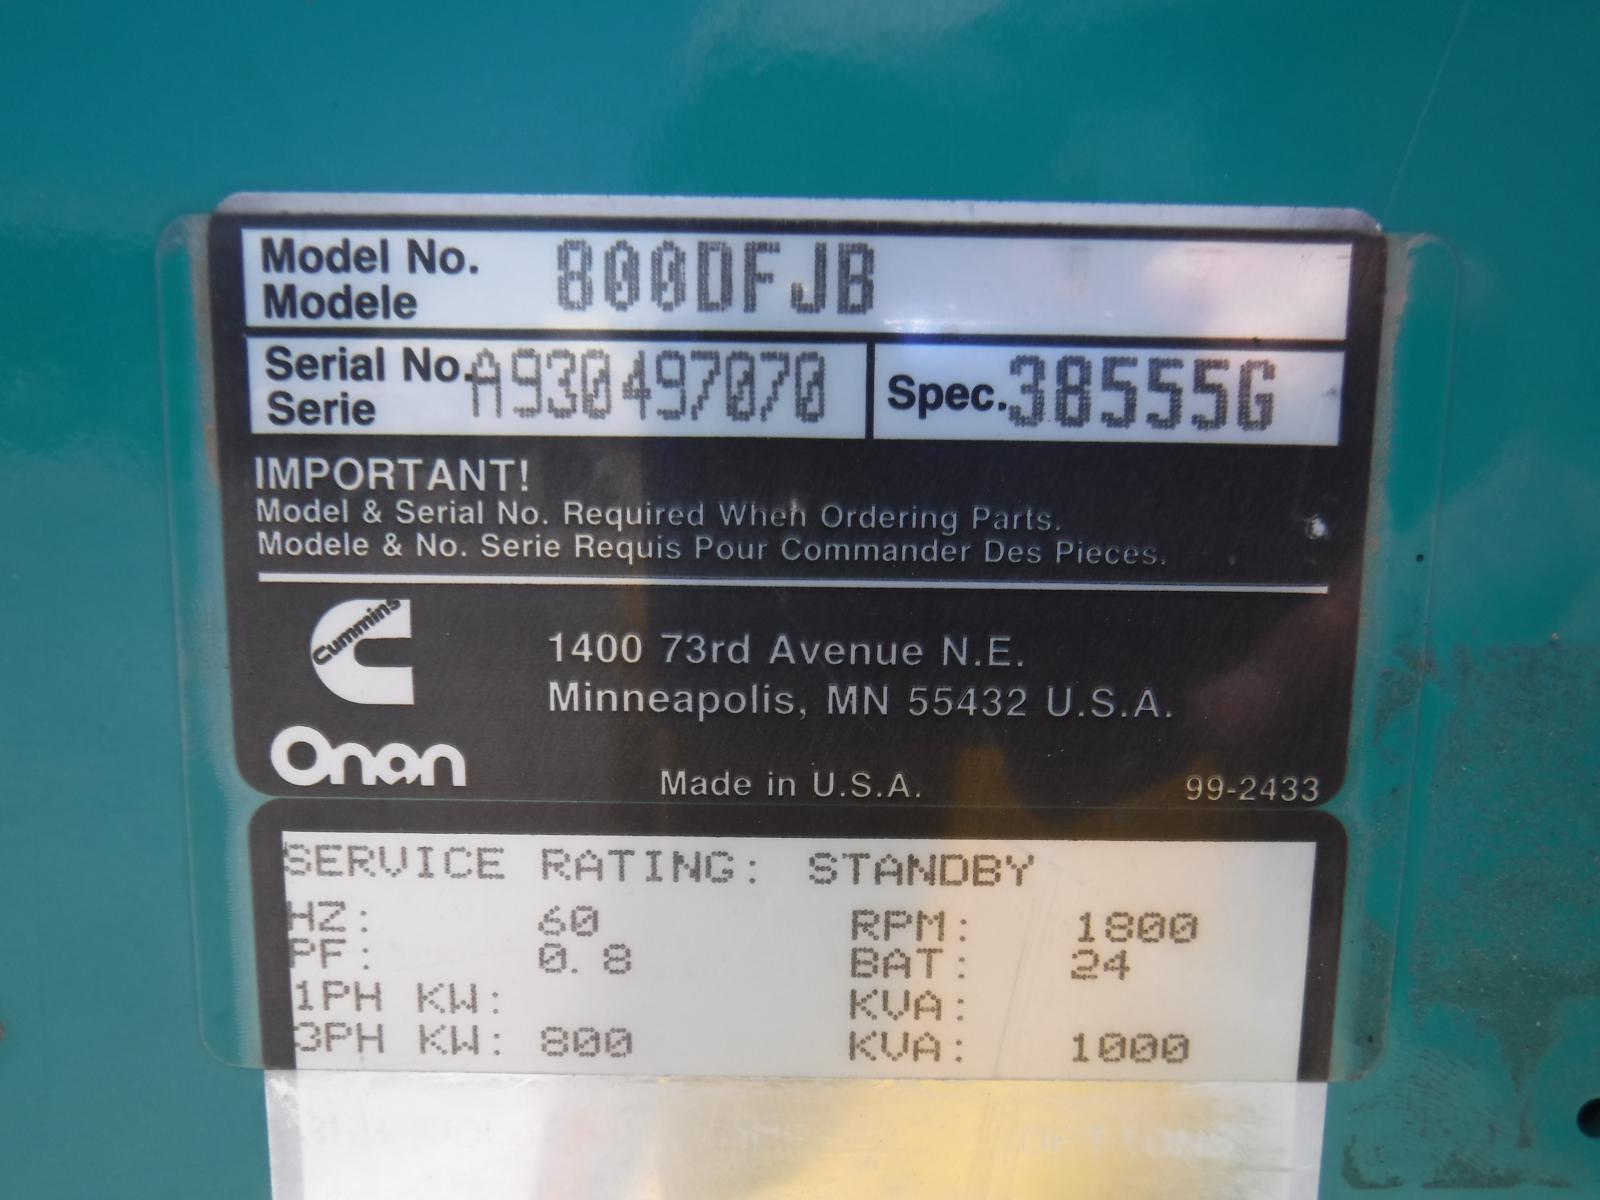 Model No. 800DFJB
Modele
Serial No. A930497070
Serie
Spec. 38555G
IMPORTANT!
Model & Serial No. Required When Ordering Parts.
Modele & No. Serie Requis Pour Commander Des Pieces.
Cummins
1400 73rd Avenue N.E.
Minneapolis, MN 55432 U.S.A.
Onan
Made in U.S.A. 99-2433
SERVICE RATING: STANDBY
HZ: 60 RPM: 1800
PF: 0.8 BAT: 24
1PH KW: KVA:
3PH KW: 800 KVA: 1000